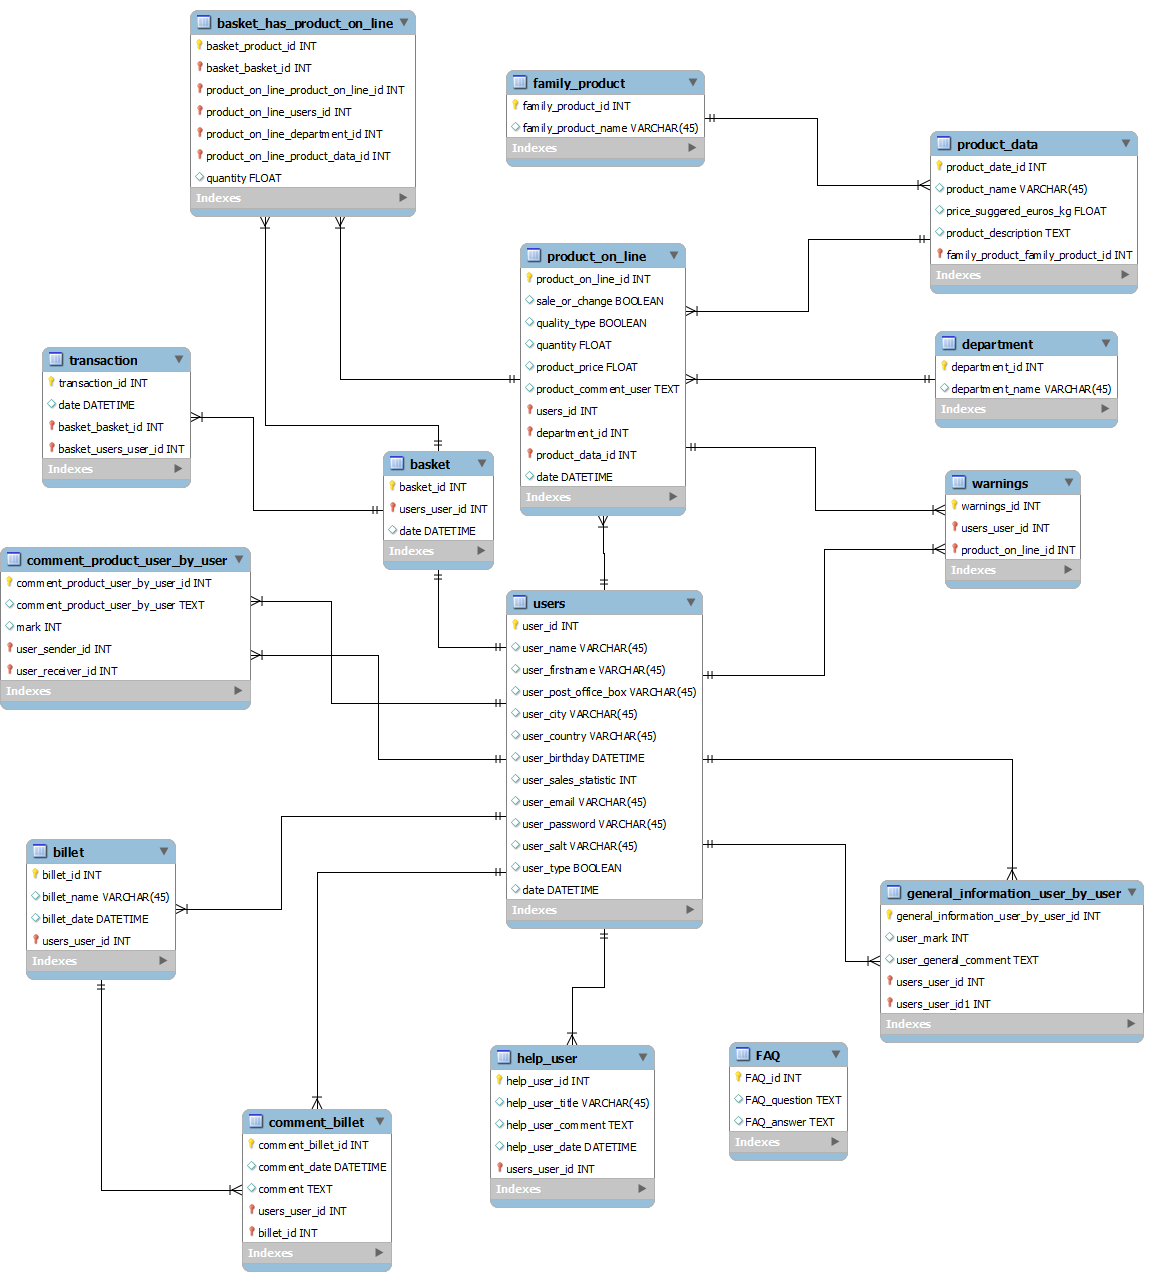 basket_has_product_on_line
basket_product_id INT
basket_basket_id INT
product_on_line_product_on_line_id INT
product_on_line_users_id INT
product_on_line_department_id INT
product_on_line_product_data_id INT
quantity FLOAT
Indexes
family_product
family_product_id INT
family_product_name VARCHAR(45)
Indexes
product_data
product_date_id INT
product_name VARCHAR(45)
price_suggered_euros_kg FLOAT
product_description TEXT
family_product_family_product_id INT
Indexes
product_on_line
product_on_line_id INT
sale_or_change BOOLEAN
quality_type BOOLEAN
quantity FLOAT
product_price FLOAT
product_comment_user TEXT
users_id INT
department_id INT
product_data_id INT
date DATETIME
Indexes
department
department_id INT
department_name VARCHAR(45)
Indexes
transaction
transaction_id INT
date DATETIME
basket_basket_id INT
basket_users_user_id INT
Indexes
basket
basket_id INT
users_user_id INT
date DATETIME
Indexes
warnings
warnings_id INT
users_user_id INT
product_on_line_id INT
Indexes
comment_product_user_by_user
comment_product_user_by_user_id INT
comment_product_user_by_user TEXT
mark INT
user_sender_id INT
user_receiver_id INT
Indexes
users
user_id INT
user_name VARCHAR(45)
user_firstname VARCHAR(45)
user_post_office_box VARCHAR(45)
user_city VARCHAR(45)
user_country VARCHAR(45)
user_birthday DATETIME
user_sales_statistic INT
user_email VARCHAR(45)
user_password VARCHAR(45)
user_salt VARCHAR(45)
user_type BOOLEAN
date DATETIME
Indexes
billet
billet_id INT
billet_name VARCHAR(45)
billet_date DATETIME
users_user_id INT
Indexes
general_information_user_by_user
general_information_user_by_user_id INT
user_mark INT
user_general_comment TEXT
users_user_id INT
users_user_id1 INT
Indexes
help_user
help_user_id INT
help_user_title VARCHAR(45)
help_user_comment TEXT
help_user_date DATETIME
users_user_id INT
Indexes
FAQ
FAQ_id INT
FAQ_question TEXT
FAQ_answer TEXT
Indexes
comment_billet
comment_billet_id INT
comment_date DATETIME
comment TEXT
users_user_id INT
billet_id INT
Indexes